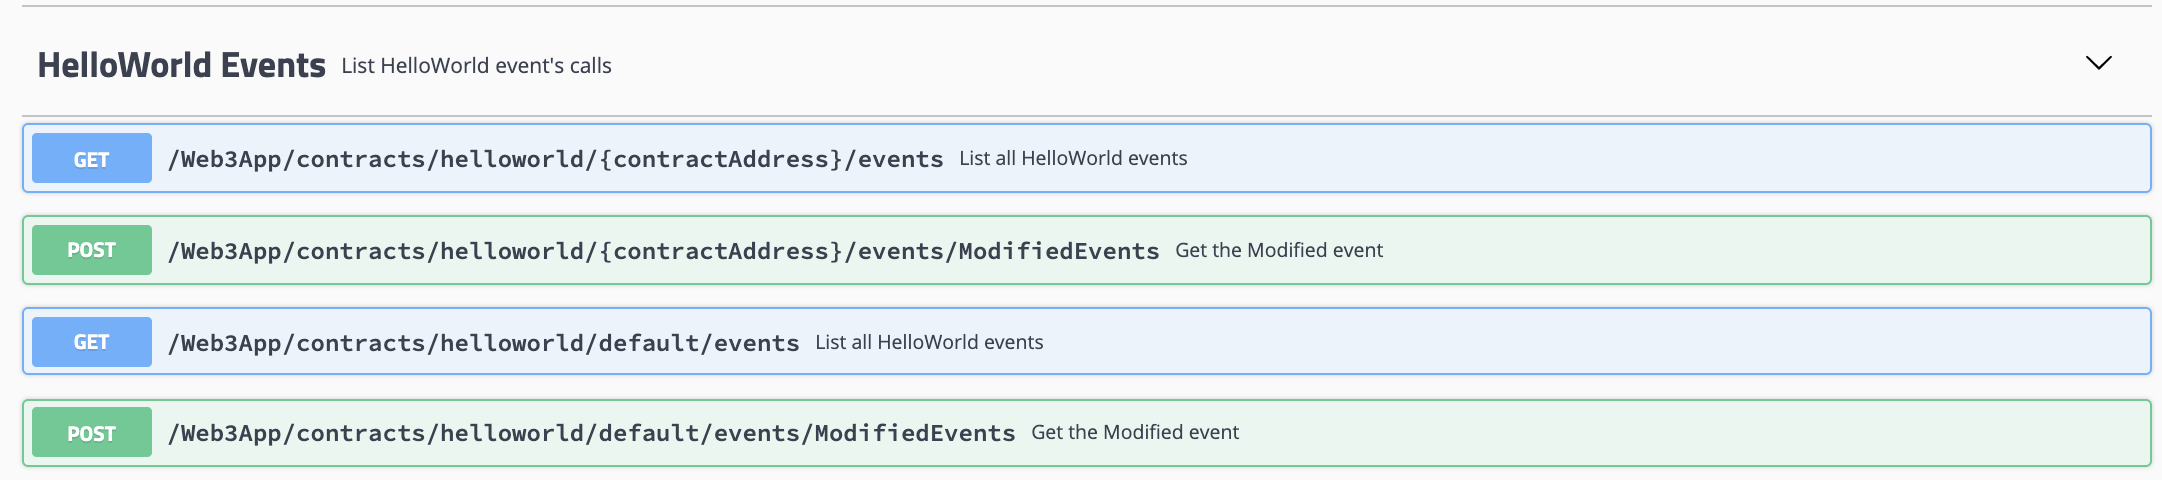 HelloWorld Events List HelloWorld event's calls
GET /Web3App/contracts/helloworld/{contractAddress}/events List all HelloWorld events
POST /Web3App/contracts/helloworld/{contractAddress}/events/ModifiedEvents Get the Modified event
GET /Web3App/contracts/helloworld/default/events List all HelloWorld events
POST /Web3App/contracts/helloworld/default/events/ModifiedEvents Get the Modified event